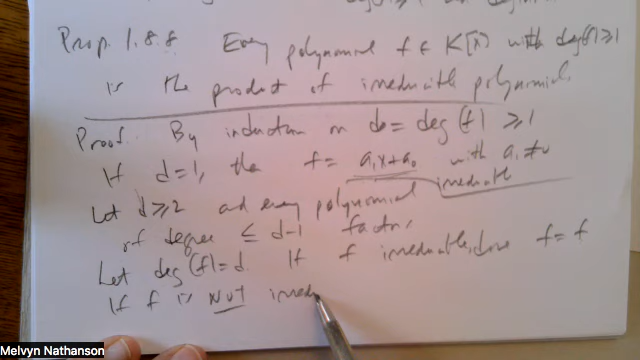 Prop. 1.8.8 Every polynomial f ∈ K[X] with deg(f) ≥ 1
is the product of irreducible polynomials
Proof. By induction on d = deg(f) ≥ 1
If d=1, then f = a₁x+a₀ with a₁≠0
irreducible
Let d≥2 and every polynomial
of degree ≤ d-1 factors
Let deg(f)=d. If f irreducible, done f = f
If f is NOT irred
Melvyn Nathanson